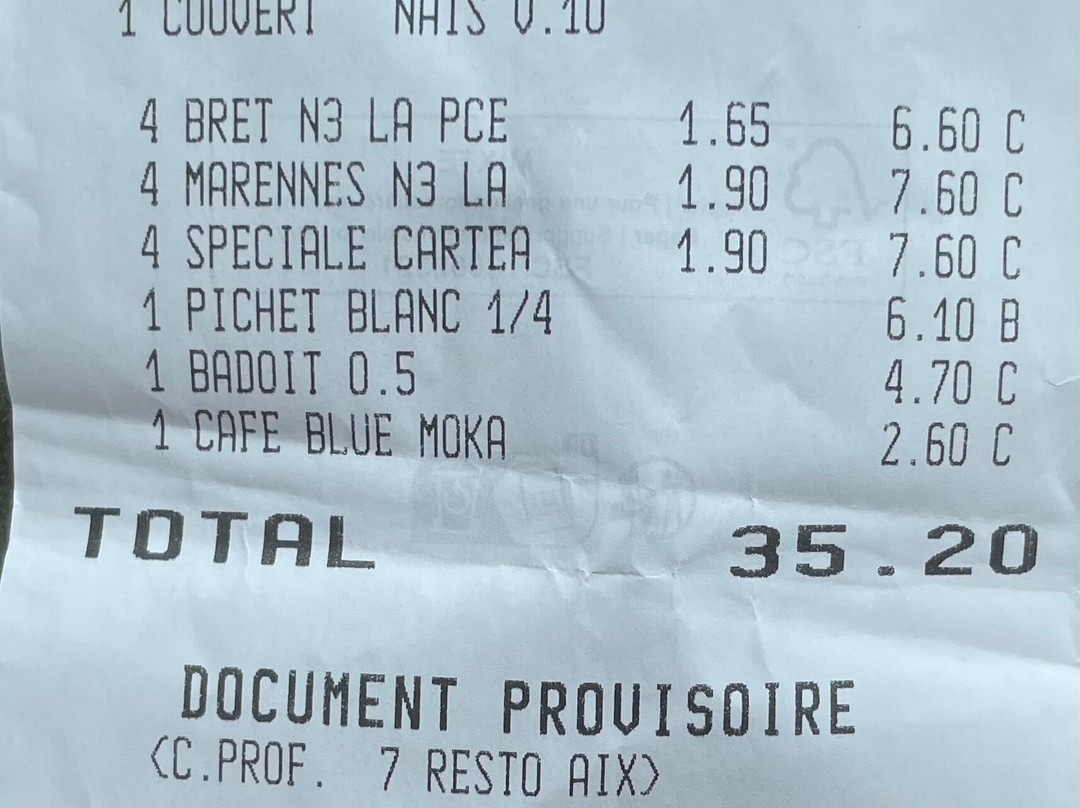 1 COUVERT NAIS V.10
4 BRET N3 LA PCE 1.65 6.60 C
4 MARENNES N3 LA 1.90 7.60 C
4 SPECIALE CARTEA 1.90 7.60 C
1 PICHET BLANC 1/4 6.10 B
1 BADOIT 0.5 4.70 C
1 CAFE BLUE MOKA 2.60 C
TOTAL 35.20
DOCUMENT PROVISOIRE
<C.PROF. 7 RESTO AIX>